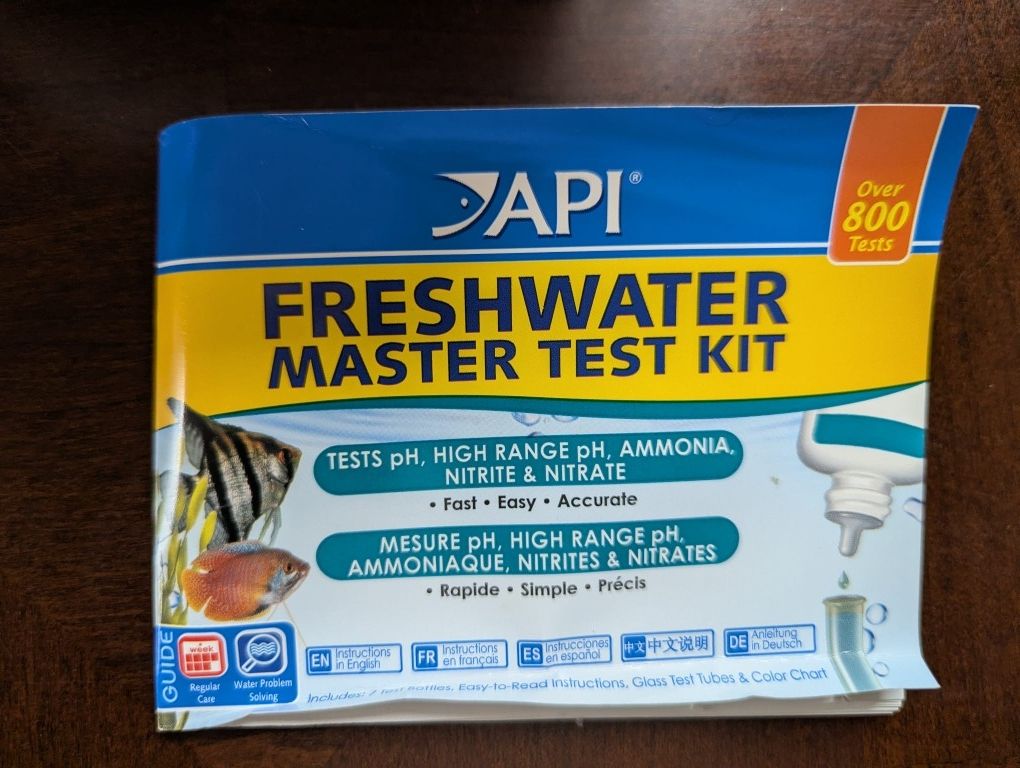 API®
Over
800
Tests
FRESHWATER
MASTER TEST KIT
TESTS pH, HIGH RANGE pH, AMMONIA,
NITRITE & NITRATE
• Fast • Easy • Accurate
MESURE pH, HIGH RANGE pH,
AMMONIAQUE, NITRITES & NITRATES
• Rapide • Simple • Précis
GUIDE
week
Regular
Care
Water Problem
Solving
EN Instructions
in English
FR Instructions
en français
ES Instrucciones
en español
中文 中文说明
DE Anleitung
in Deutsch
Includes: 7 Test Bottles, Easy-to-Read Instructions, Glass Test Tubes & Color Chart